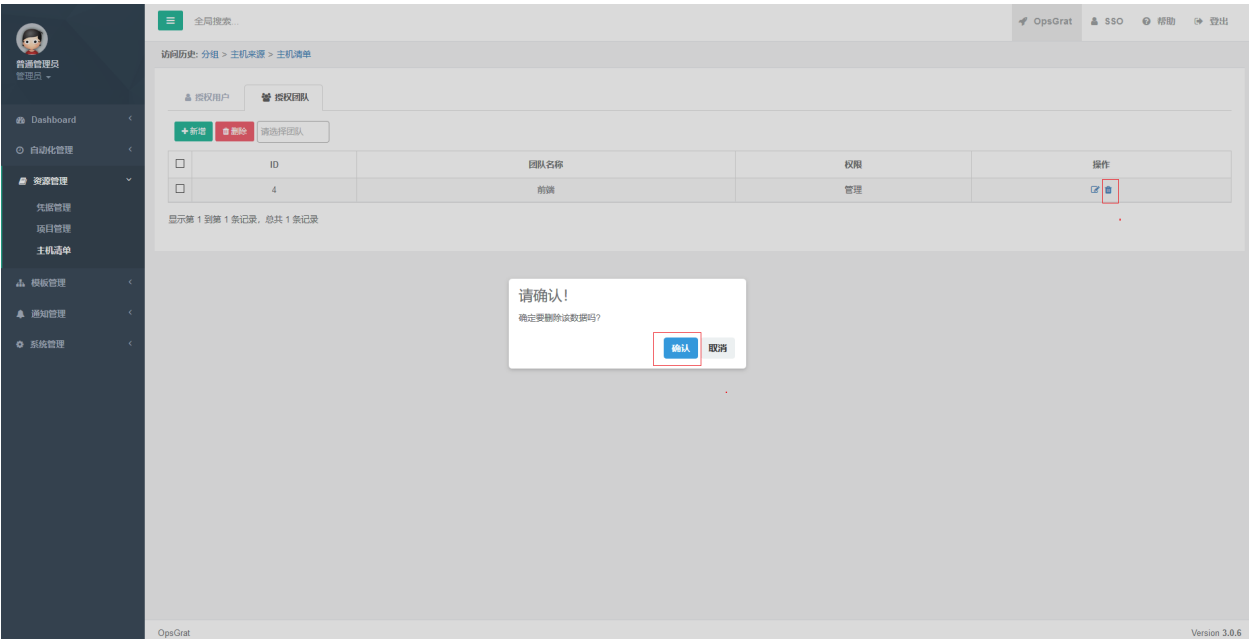 全局搜索...
OpsGrat
SSO
帮助
登出
普通管理员
管理员
访问历史: 分组 > 主机来源 > 主机清单
授权用户
授权团队
Dashboard
自动化管理
资源管理
凭据管理
项目管理
主机清单
模板管理
通知管理
系统管理
新增
删除
请选择团队
ID 团队名称 权限 操作
4 前端 管理
显示第 1 到第 1 条记录，总共 1 条记录
请确认!
确定要删除该数据吗?
确认
取消
OpsGrat
Version 3.0.6